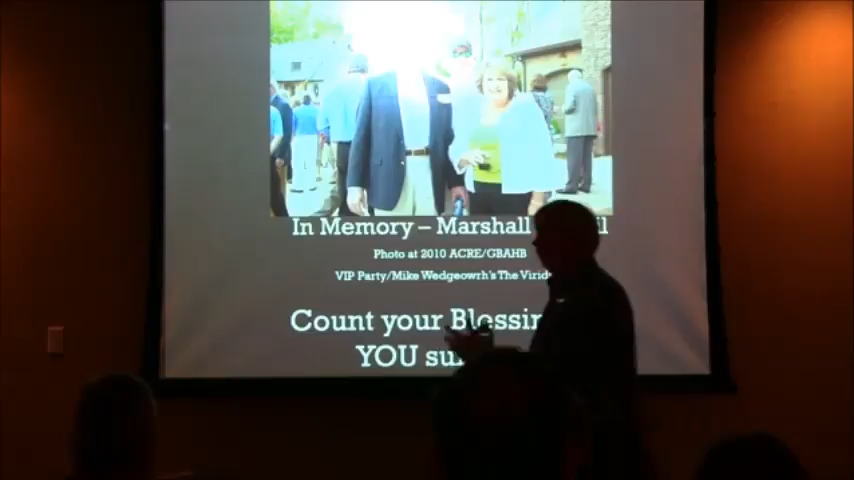 In Memory – Marshall
Photo at 2010 ACRE/GBAHB
VIP Party/Mike Wedgeowrh's The Virid
Count your Blessin
YOU su